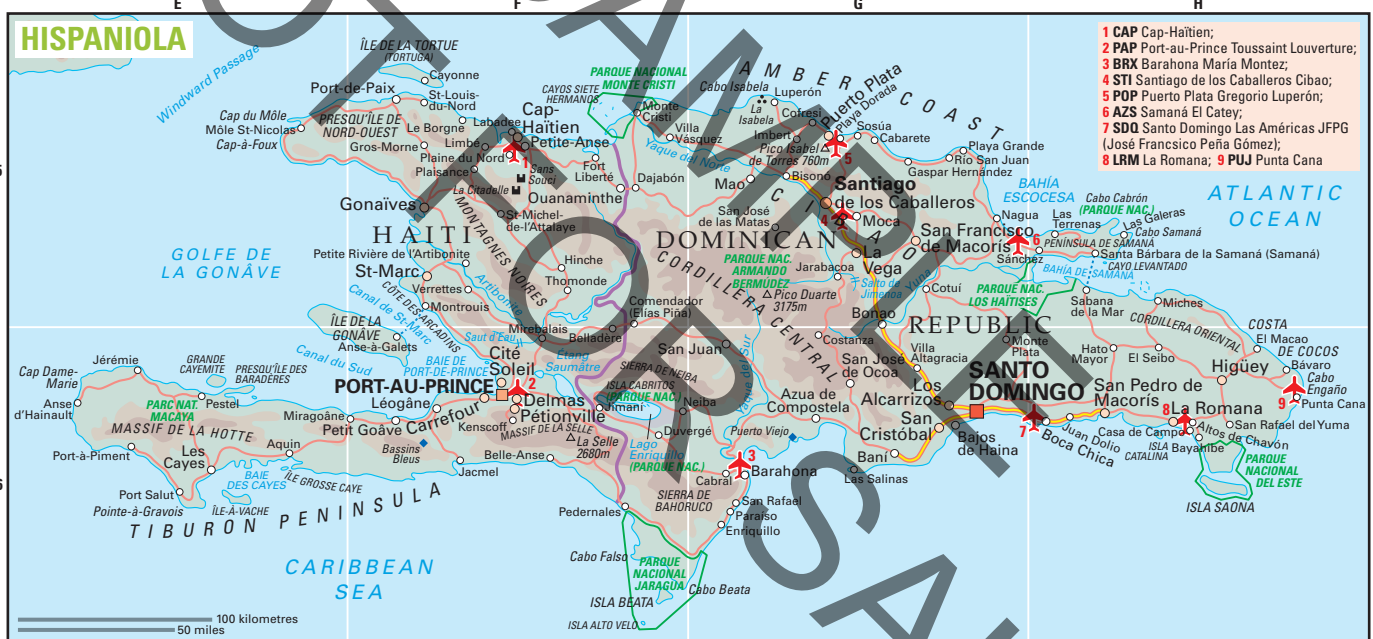 E
F
G
H
5
6
HISPANIOLA
1 CAP Cap-Haïtien;
2 PAP Port-au-Prince Toussaint Louverture;
3 BRX Barahona María Montez;
4 STI Santiago de los Caballeros Cibao;
5 POP Puerto Plata Gregorio Luperón;
6 AZS Samaná El Catey;
7 SDQ Santo Domingo Las Américas JFPG
(José Francsico Peña Gómez);
8 LRM La Romana; 9 PUJ Punta Cana
Windward Passage
ÎLE DE LA TORTUE
(TORTUGA)
Cayonne
Port-de-Paix
St-Louis-
du-Nord
Cap du Môle
Môle St-Nicolas
Cap-à-Foux
PRESQU'ÎLE DE
NORD-OUEST
Le Borgne
Gros-Morne
Labadee
Limbe
Cap-
Haïtien
Petite-Anse
1
Plaine du Nord
Plaisance
Sans
Souci
La Citadelle
Fort
Liberté
Ouanaminthe
Gonaïves
St-Michel-
de-l'Attalaye
HAITI
MONTAGNES NOIRES
Petite Rivière de l'Artibonite
St-Marc
Verrettes
Montrouis
Artibonite
Hinche
Thomonde
GOLFE DE
LA GONÂVE
Canal de St-Marc
CÔTE DES ARCADINS
ÎLE DE LA
GONÂVE
Anse-à-Galets
Canal du Sud
Saut d'Eau
Mirebalais
Belladère
BAIE DE
PORT-DE-PRINCE
Cité
Soleil
Étang
Saumâtre
PORT-AU-PRINCE
2
Delmas
Pétionville
Léogâne
Carrefour
Kenscoff
MASSIF DE LA SELLE
La Selle
2680m
Jérémie
Cap Dame-
Marie
Anse
d'Hainault
GRANDE
CAYEMITE
PRESQU'ÎLE DES
BARADÈRES
Pestel
PARC NAT.
MACAYA
MASSIF DE LA HOTTE
Miragoâne
Petit Goâve
Bassins
Bleus
Port-à-Piment
Les
Cayes
Aquin
Jacmel
Belle-Anse
BAIE
DES CAYES
ÎLE GROSSE CAYE
ÎLE-À-VACHE
Port Salut
Pointe-à-Gravois
TIBURON PENINSULA
CARIBBEAN
SEA
PARQUE NACIONAL
MONTE CRISTI
CAYOS SIETE
HERMANOS
Monte
Cristi
Villa
Vásquez
Yaque del Norte
Dajabón
AMBER COAST
Cabo Isabela
Luperón
La
Isabela
Cofresi
Imbert
Puerto Plata
Playa Dorada
Pico Isabel
de Torres 760m
5
Sosúa
Cabarete
Playa Grande
Río San Juan
Gaspar Hernández
Mao
Bisonó
Santiago
de los Caballeros
4
Moca
San José
de las Matas
CIBAO
DOMINICAN
REPUBLIC
San Francisco
de Macorís
Nagua
BAHÍA
ESCOCESA
Cabo Cabrón
(PARQUE NAC.)
ATLANTIC
OCEAN
Las
Terrenas
Las Galeras
Cabo Samaná
6
PENÍNSULA DE SAMANÁ
Sánchez
Santa Bárbara de la Samaná (Samaná)
CAYO LEVANTADO
BAHÍA DE SAMANÁ
PARQUE NAC.
ARMANDO
BERMÚDEZ
CORDILLERA CENTRAL
Jarabacoa
La
Vega
Salto de
Jimenoa
Yuna
Cotuí
PARQUE NAC.
LOS HAÏTISES
Pico Duarte
3175m
Sabana
de la Mar
Miches
CORDILLERA ORIENTAL
Comendador
(Elías Piña)
Bonao
Costanza
Villa
Altagracia
Monte
Plata
Hato
Mayor
El Seibo
COSTA
DE COCOS
El Macao
Bávaro
Higüey
Cabo
Engaño
9
Punta Cana
San Juan
SIERRA DE NEIBA
San José
de Ocoa
Yaque del Sur
ISLA CABRITOS
(PARQUE NAC.)
Jimaní
Neiba
Azua de
Compostela
Los
Alcarrizos
SANTO
DOMINGO
San Pedro de
Macorís
8
La Romana
Altos de Chavón
San Rafael del Yuma
Lago
Enriquillo
(PARQUE NAC.)
Duvergé
Puerto Viejo
San
Cristóbal
Bajos
de Haina
7
Boca Chica
Juan Dolio
Casa de Campo
ISLA
CATALINA
Bayahibe
PARQUE
NACIONAL
DEL ESTE
ISLA SAONA
3
Cabral
Barahona
Baní
Las Salinas
SIERRA DE
BAHORUCO
San Rafael
Paraíso
Enriquillo
Pedernales
Cabo Falso
PARQUE
NACIONAL
JARAGUA
Cabo Beata
ISLA BEATA
ISLA ALTO VELO
100 kilometres
50 miles